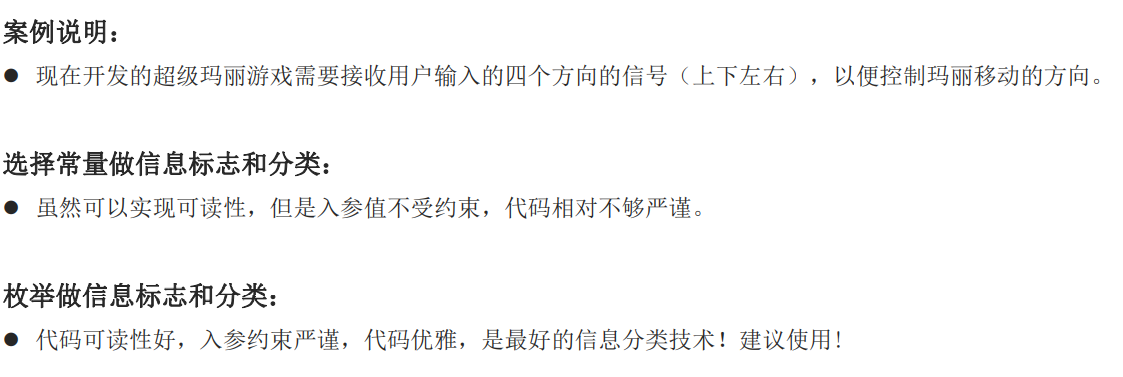 案例说明：
● 现在开发的超级玛丽游戏需要接收用户输入的四个方向的信号（上下左右），以便控制玛丽移动的方向。
选择常量做信息标志和分类：
● 虽然可以实现可读性，但是入参值不受约束，代码相对不够严谨。
枚举做信息标志和分类：
● 代码可读性好，入参约束严谨，代码优雅，是最好的信息分类技术！建议使用!